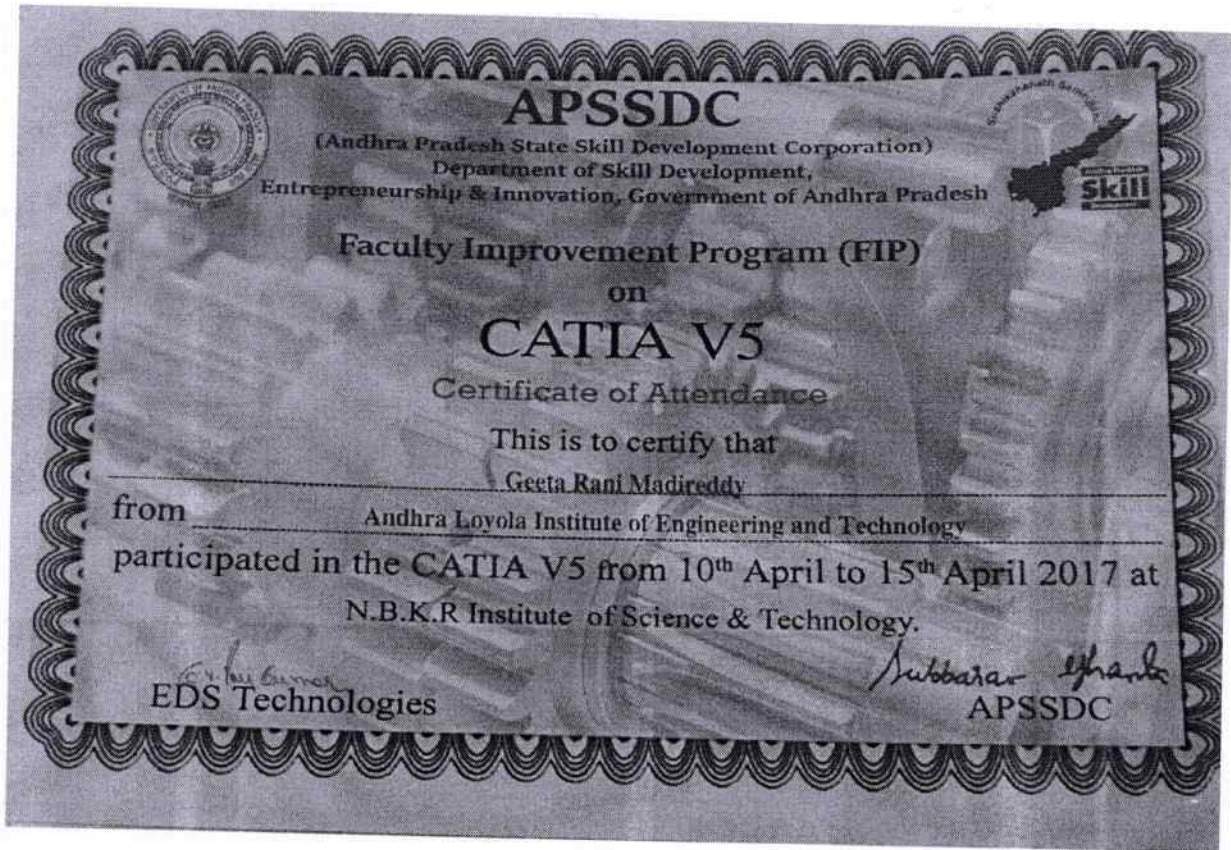 APSSDC
(Andhra Pradesh State Skill Development Corporation)
Department of Skill Development,
Entrepreneurship & Innovation, Government of Andhra Pradesh
Skill
Faculty Improvement Program (FIP)
on
CATIA V5
Certificate of Attendance
This is to certify that
Geeta Rani Madireddy
from Andhra Loyola Institute of Engineering and Technology
participated in the CATIA V5 from 10th April to 15th April 2017 at
N.B.K.R Institute of Science & Technology.
Subbarao
EDS Technologies
APSSDC